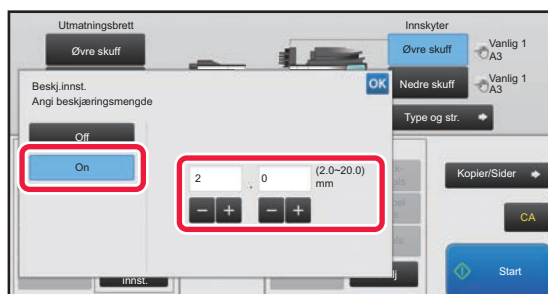 Utmatningsbrett
Innskyter
Øvre skuff
Øvre skuff
Vanlig 1
A3
Beskj.innst.
Angi beskjæringsmengde
OK
Nedre skuff
Vanlig 1
A3
Type og str.
Off
On
2 . 0 (2.0~20.0)
mm
Kopier/Sider
CA
Start
innst.